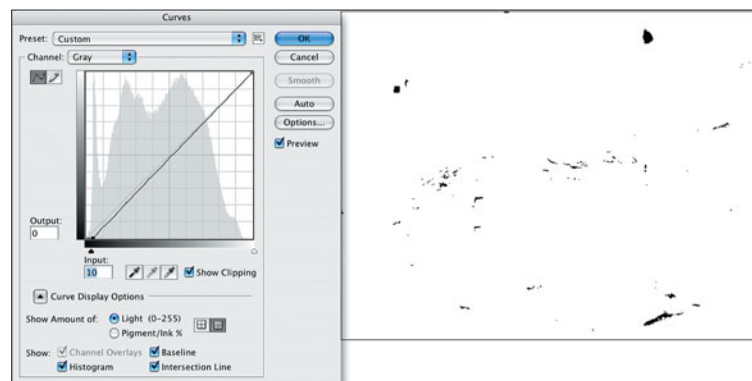 Curves
Preset: Custom
OK
Channel: Gray
Cancel
Smooth
Auto
Options...
Preview
Output:
0
Input:
10
Show Clipping
Curve Display Options
Show Amount of: Light (0-255)
Pigment/Ink %
Show: Channel Overlays Baseline
Histogram Intersection Line